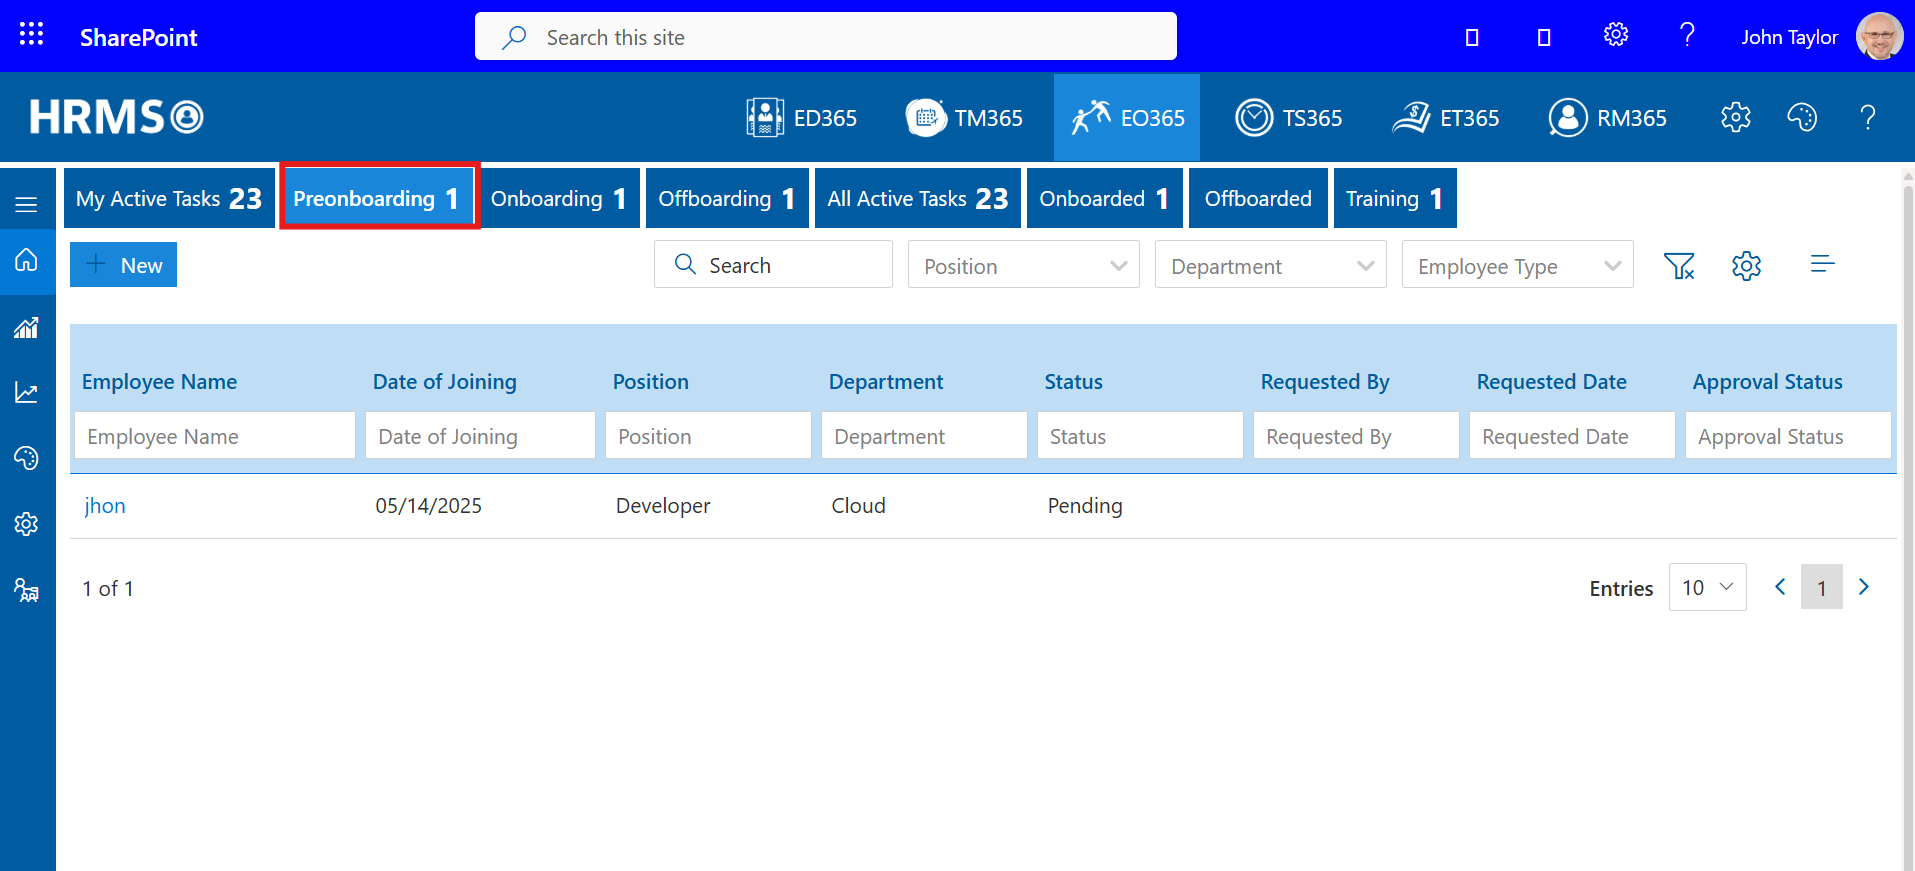 SharePoint
Search this site
John Taylor
HRMS
ED365
TM365
EO365
TS365
ET365
RM365
My Active Tasks 23
Preonboarding 1
Onboarding 1
Offboarding 1
All Active Tasks 23
Onboarded 1
Offboarded
Training 1
New
Search
Position
Department
Employee Type
Employee Name Date of Joining Position Department Status Requested By Requested Date Approval Status
Employee Name Date of Joining Position Department Status Requested By Requested Date Approval Status
jhon 05/14/2025 Developer Cloud Pending
1 of 1
Entries 10 1